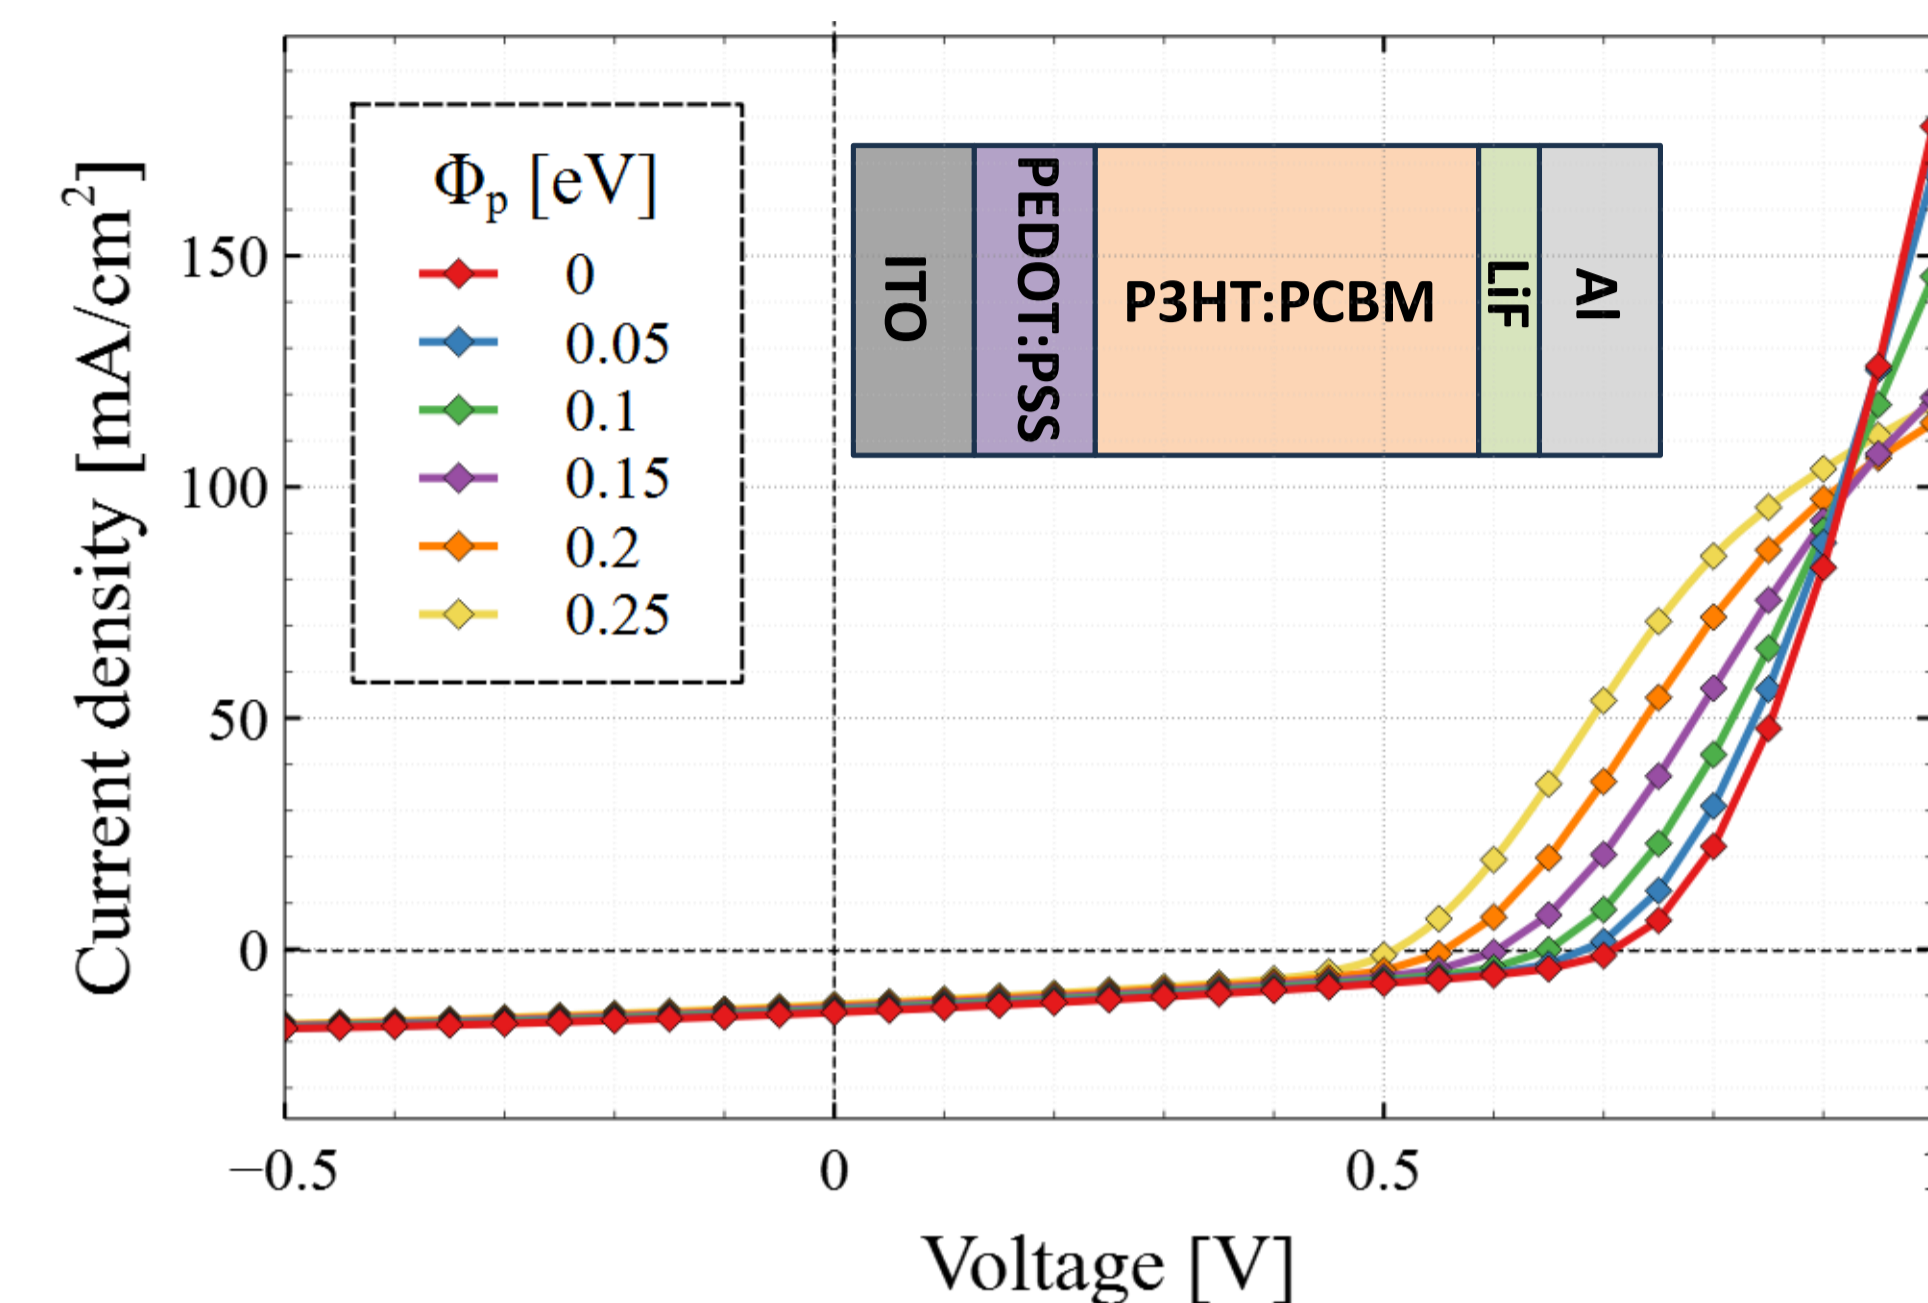 Φp [eV]
0
0.05
0.1
0.15
0.2
0.25
ITO
PEDOT:PSS
P3HT:PCBM
LiF
Al
Current density [mA/cm²]
150
100
50
0
−0.5
0
0.5
Voltage [V]